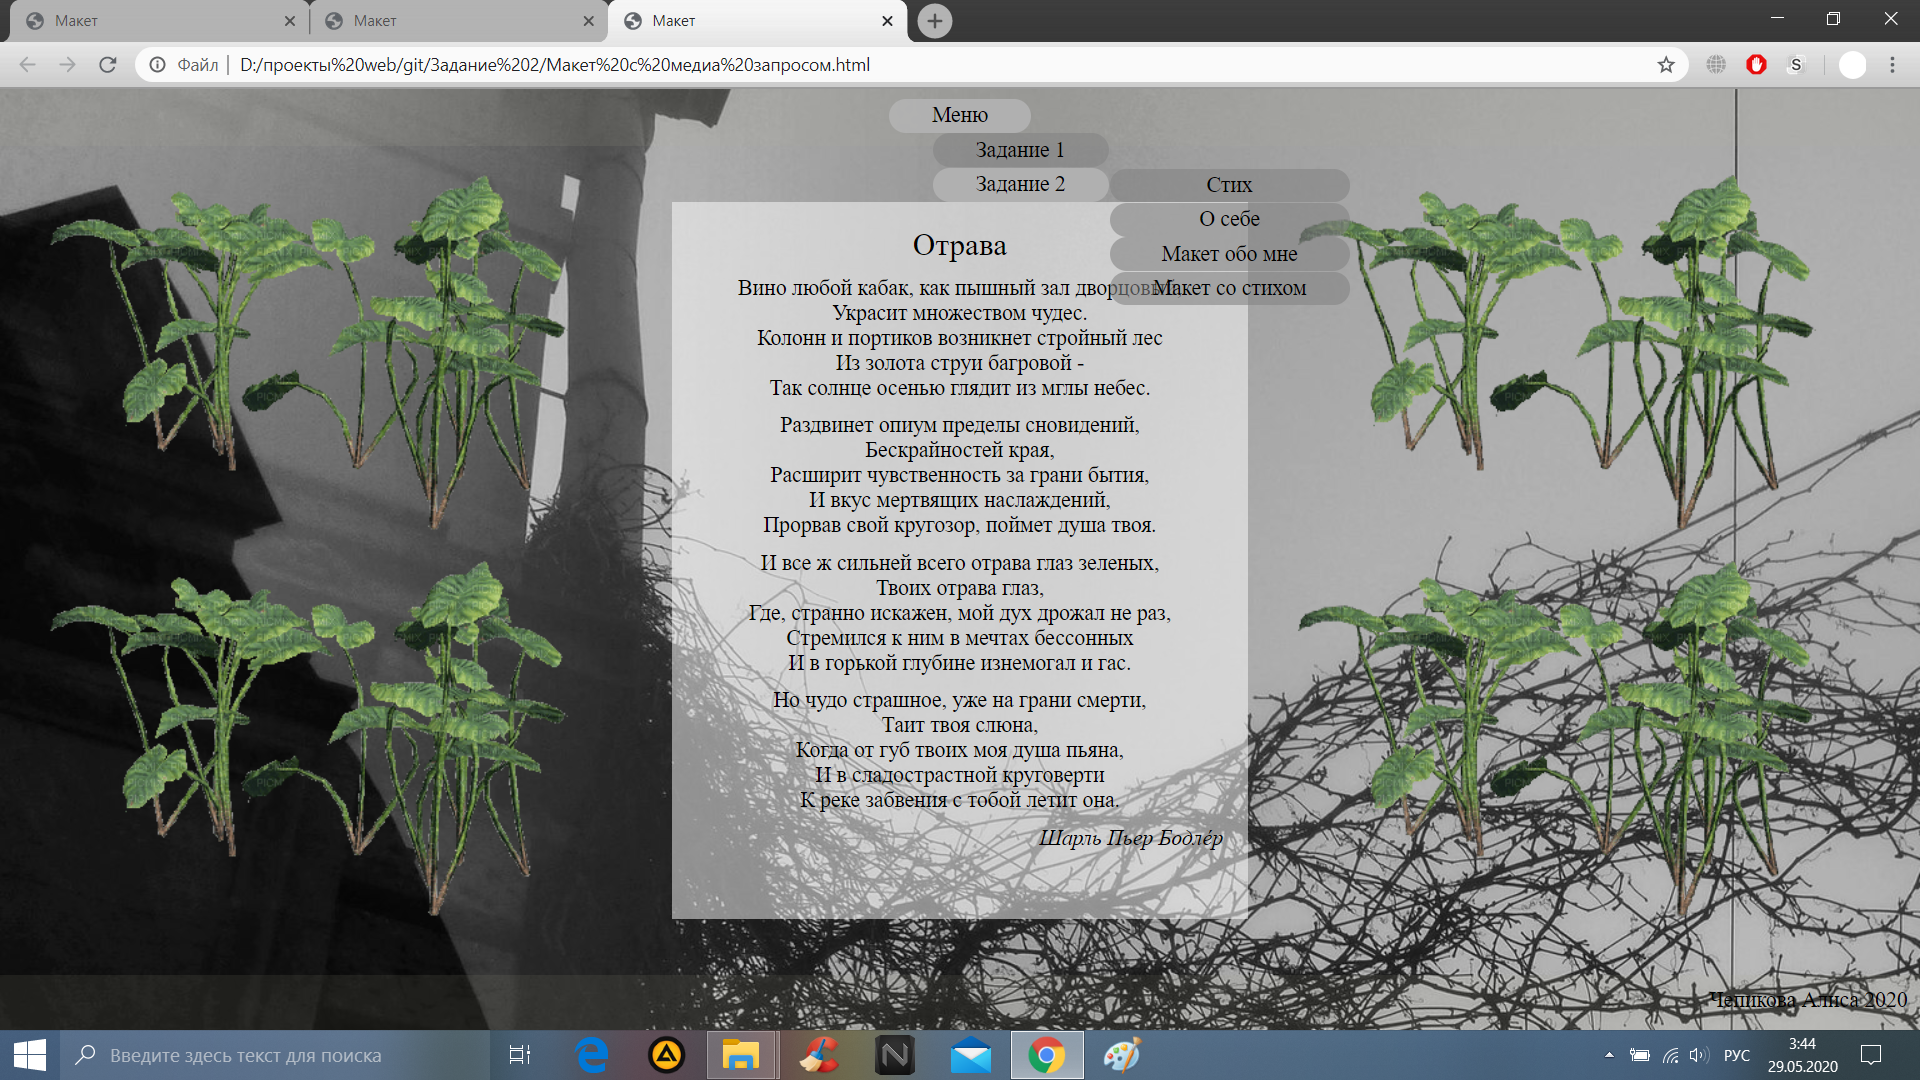 Макет
Макет
Макет
Файл
D:/проекты%20web/git/Задание%202/Макет%20с%20медиа%20запросом.html
S
Меню
Задание 1
Задание 2
Стих
О себе
Макет обо мне
Макет со стихом
Отрава
Вино любой кабак, как пышный зал дворцовый,
Украсит множеством чудес.
Колонн и портиков возникнет стройный лес
Из золота струи багровой -
Так солнце осенью глядит из мглы небес.
Раздвинет опиум пределы сновидений,
Бескрайностей края,
Расширит чувственность за грани бытия,
И вкус мертвящих наслаждений,
Прорвав свой кругозор, поймет душа твоя.
И все ж сильней всего отрава глаз зеленых,
Твоих отрава глаз,
Где, странно искажен, мой дух дрожал не раз,
Стремился к ним в мечтах бессонных
И в горькой глубине изнемогал и гас.
Но чудо страшное, уже на грани смерти,
Таит твоя слюна,
Когда от губ твоих моя душа пьяна,
И в сладострастной круговерти
К реке забвения с тобой летит она.
Шарль Пьер Бодле́р
Чепикова Алиса 2020
Введите здесь текст для поиска
N
РУС
3:44
29.05.2020